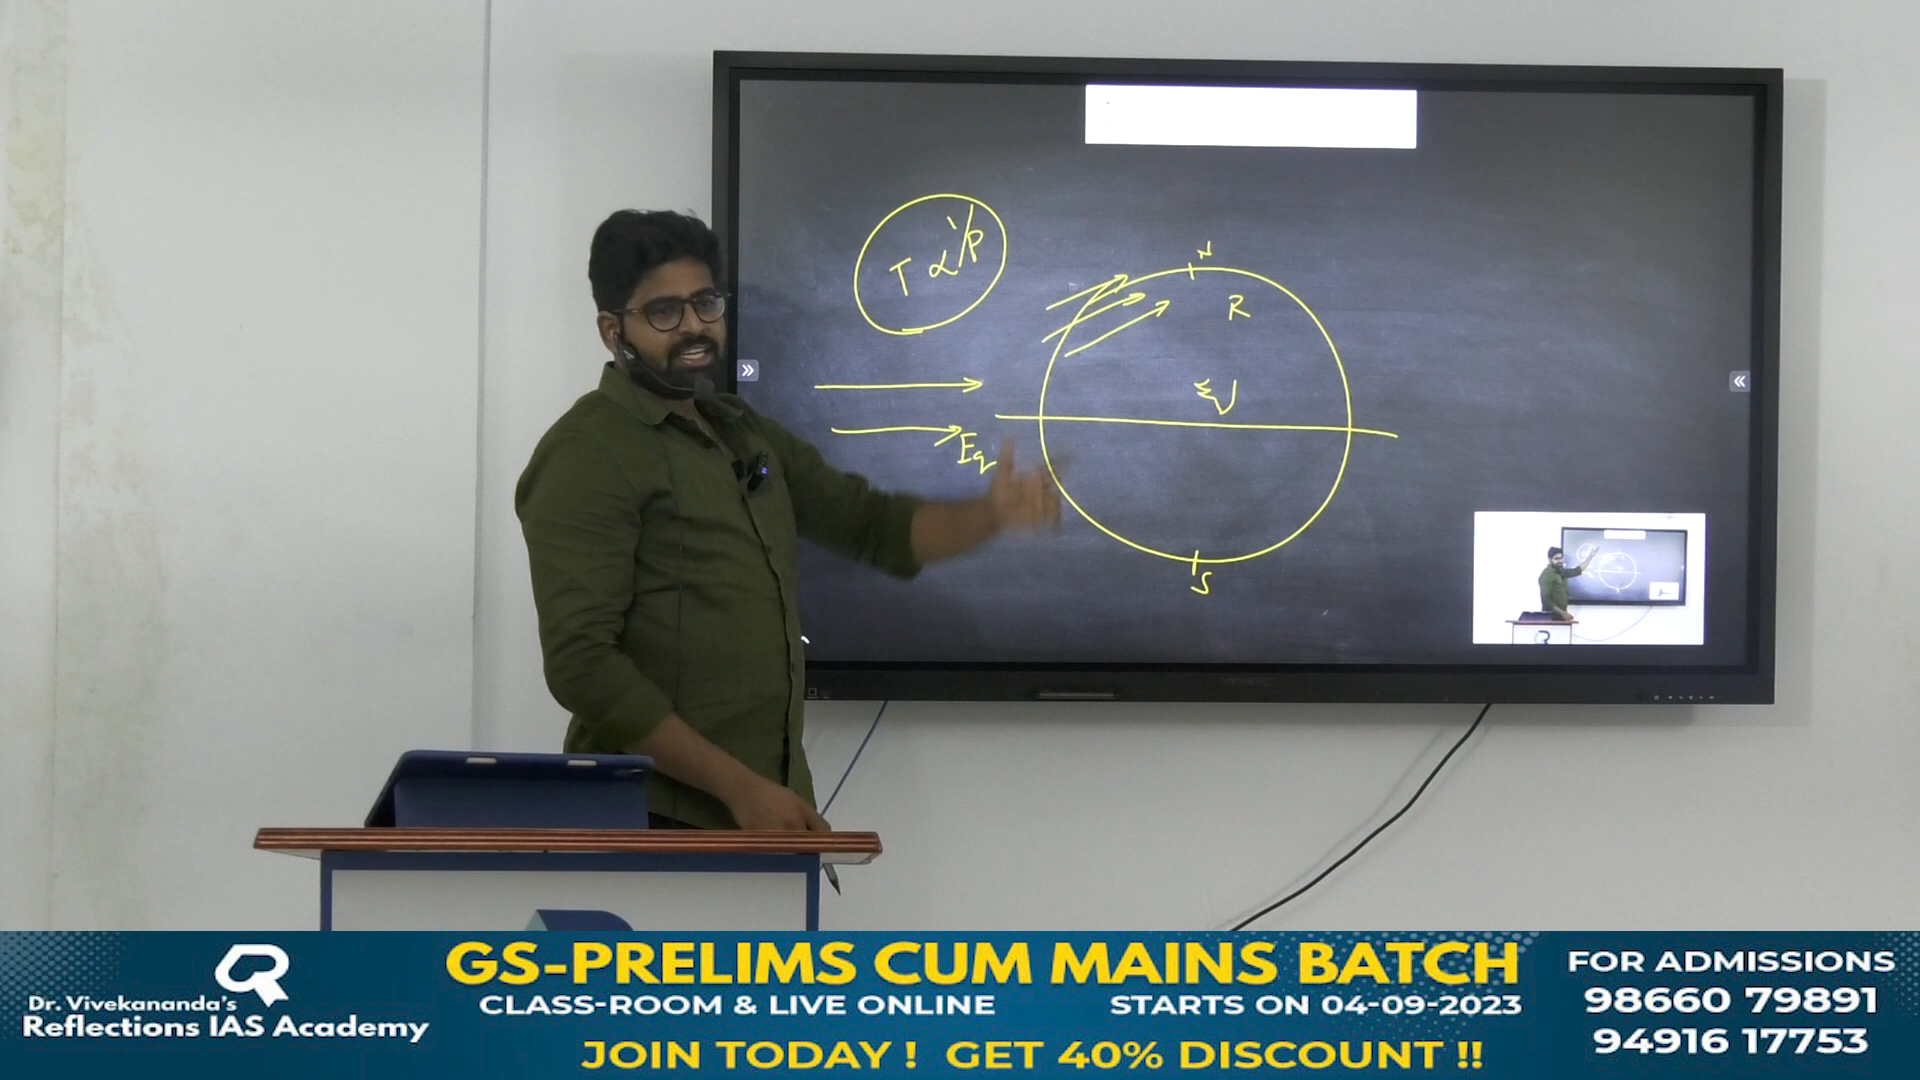 T α 1/P
N
R
Eq
S
Dr. Vivekananda's
Reflections IAS Academy
GS-PRELIMS CUM MAINS BATCH
CLASS-ROOM & LIVE ONLINE STARTS ON 04-09-2023
JOIN TODAY ! GET 40% DISCOUNT !!
FOR ADMISSIONS
98660 79891
94916 17753